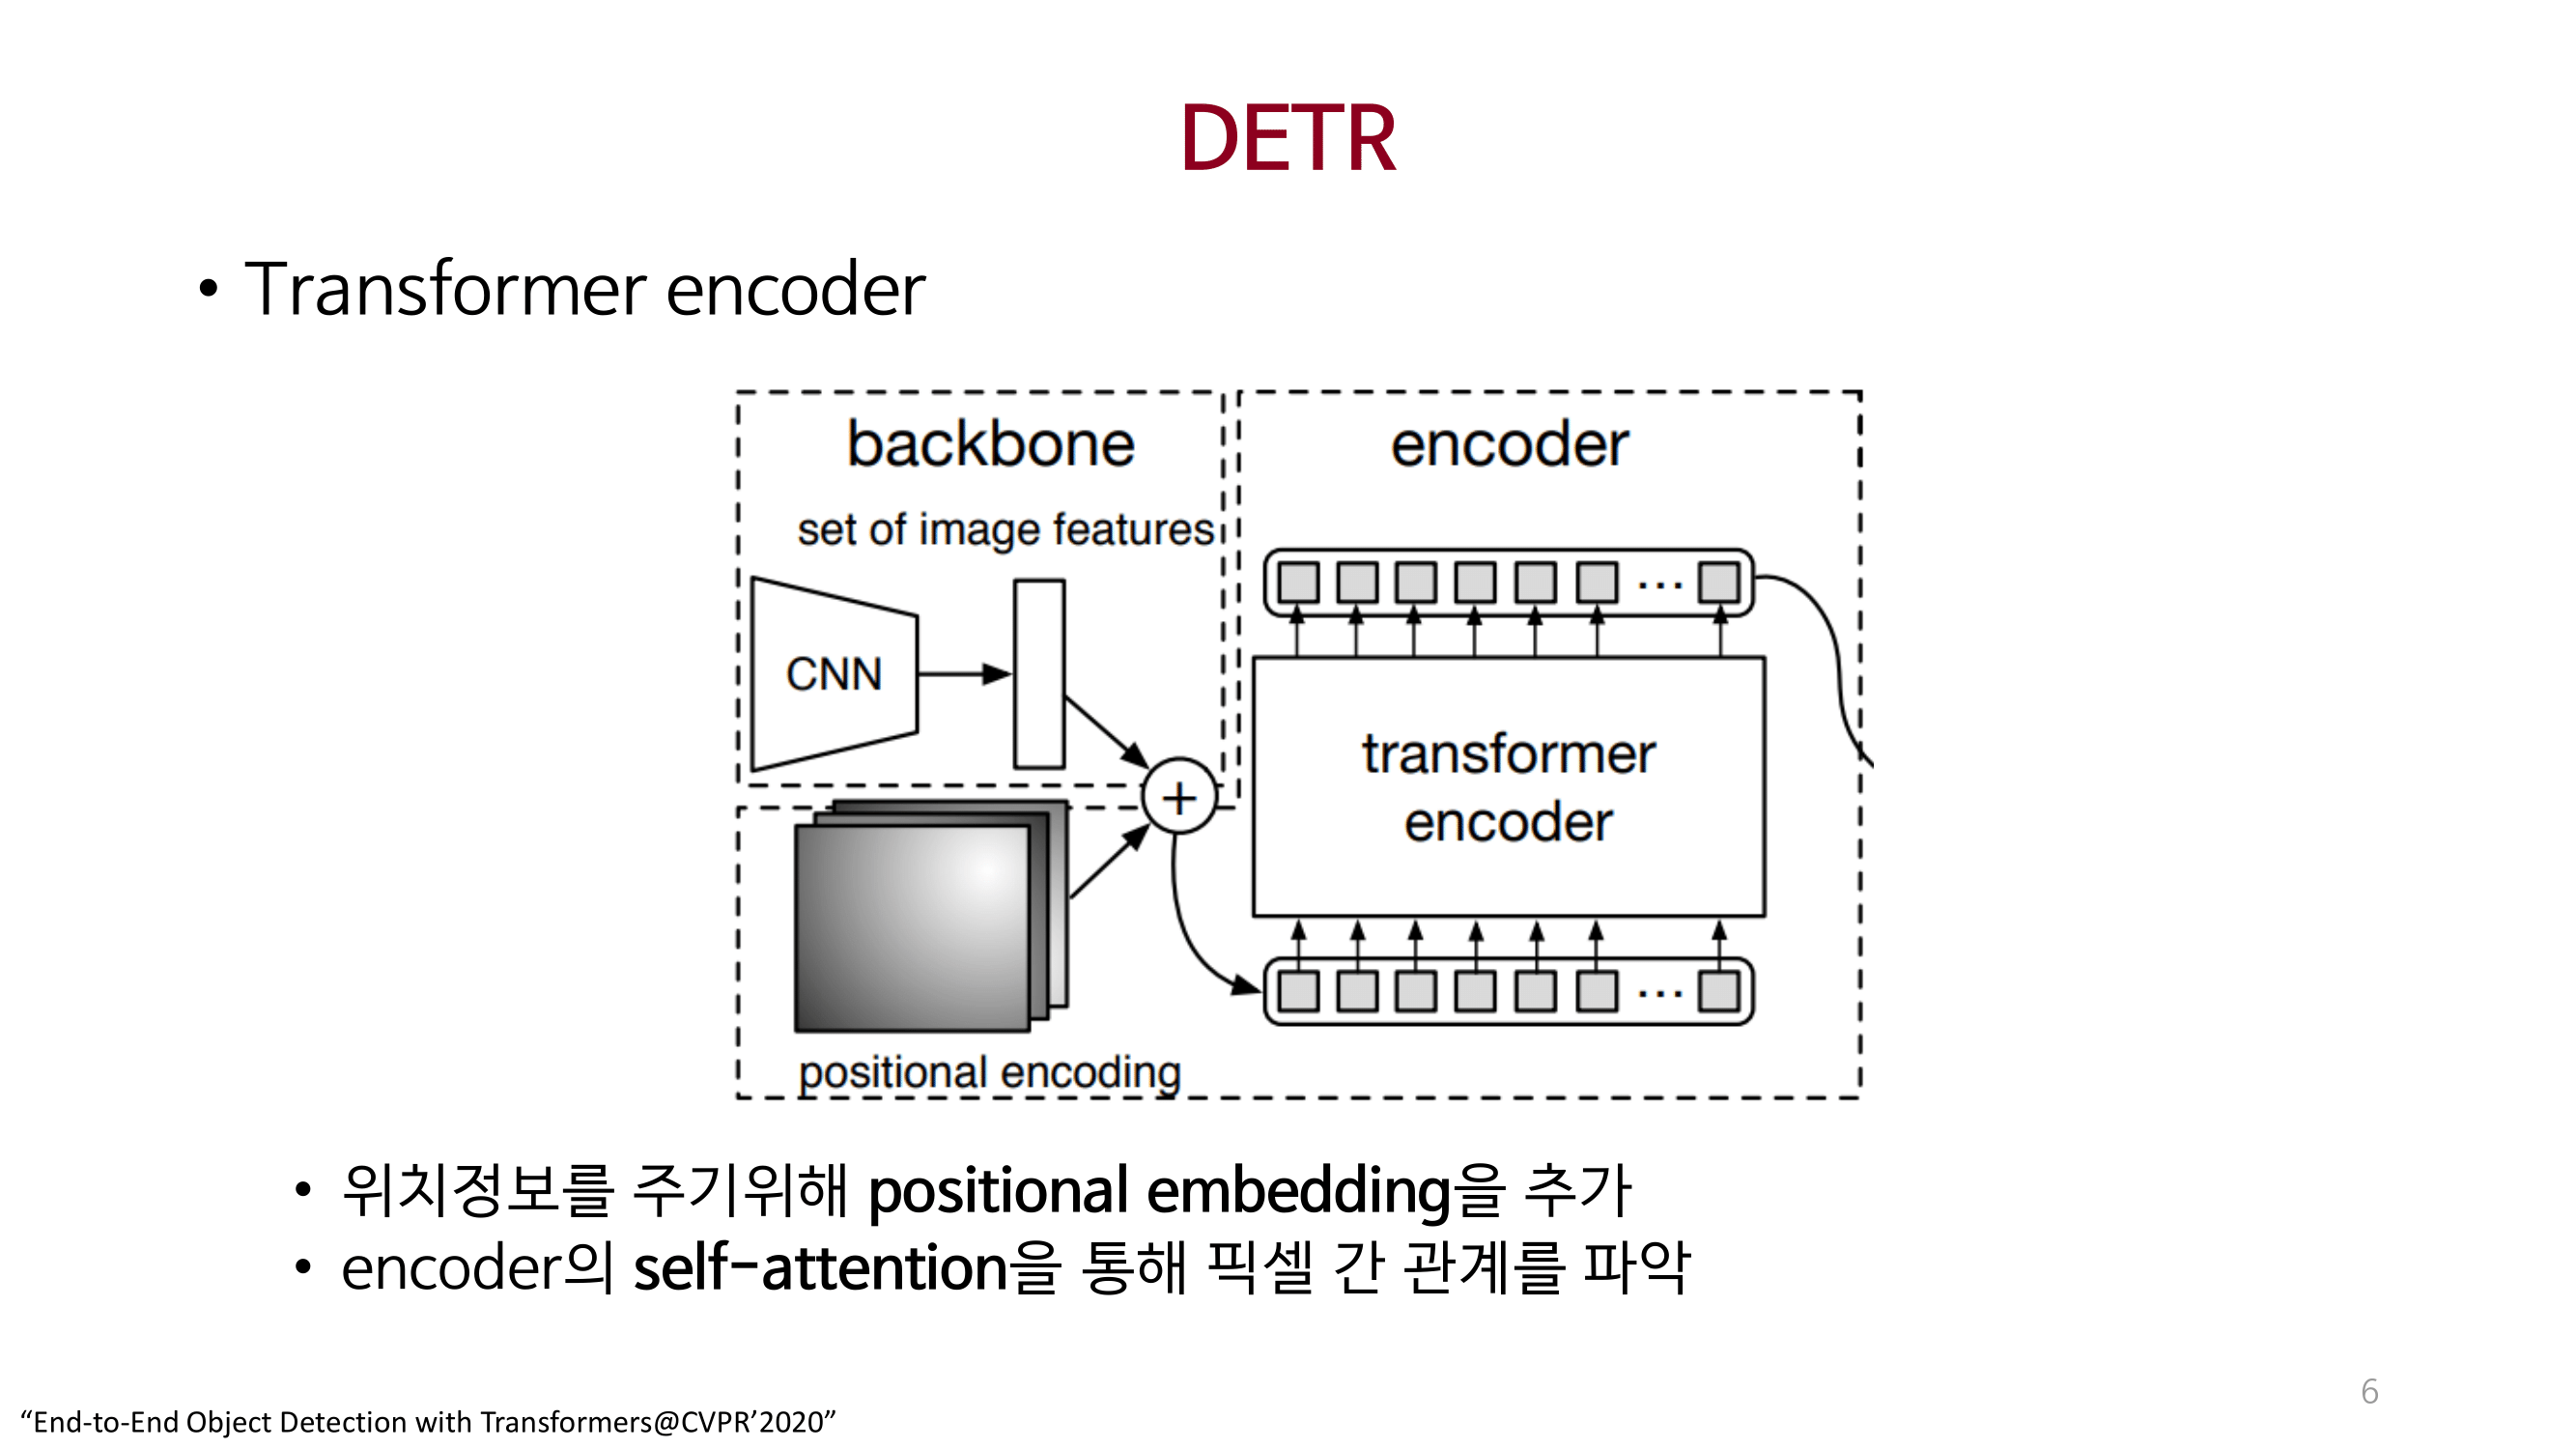 DETR
• Transformer encoder
backbone
encoder
set of image features
CNN
...
transformer
encoder
+
...
positional encoding
• 위치정보를 주기위해 positional embedding을 추가
• encoder의 self-attention을 통해 픽셀 간 관계를 파악
6
“End-to-End Object Detection with Transformers@CVPR’2020”